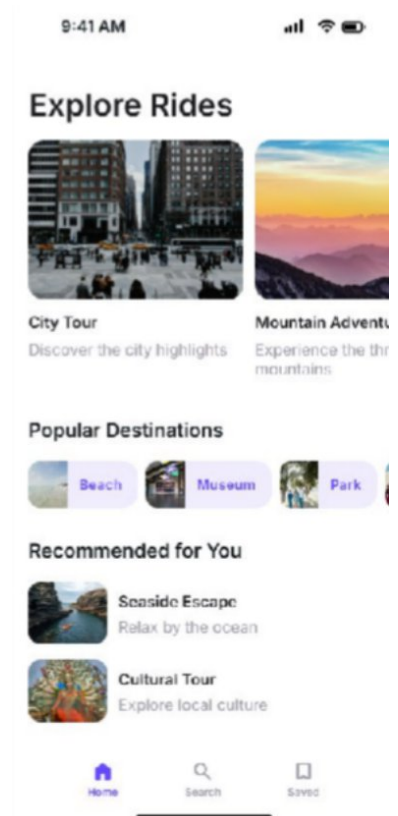 9:41 AM
Explore Rides
City Tour
Discover the city highlights
Mountain Adventu
Experience the thr
mountains
Popular Destinations
Beach
Museum
Park
Recommended for You
Seaside Escape
Relax by the ocean
Cultural Tour
Explore local culture
Home
Search
Saved